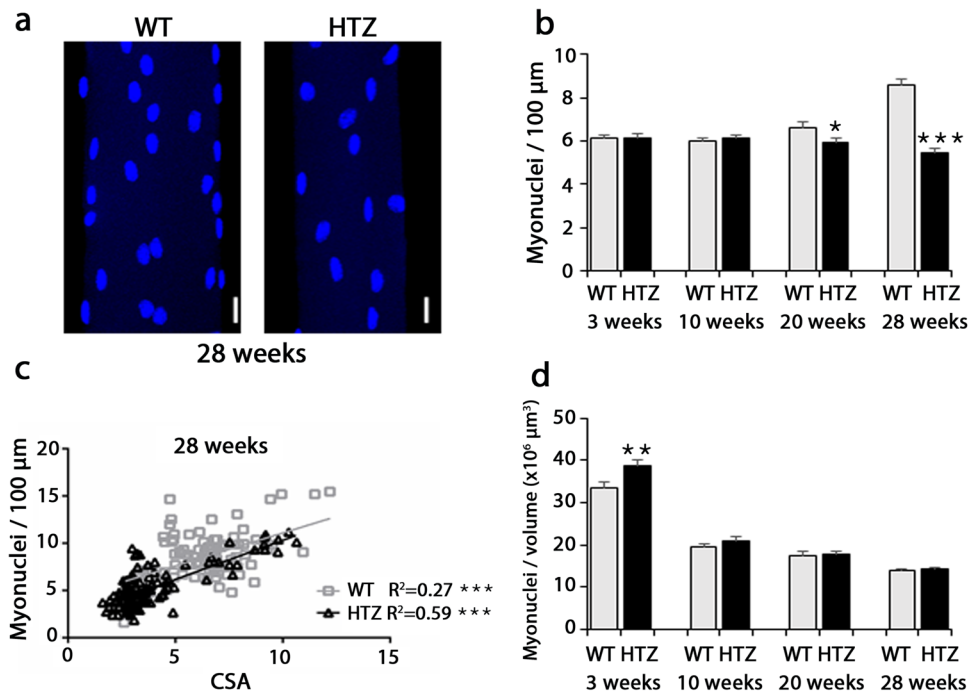 a
WT
HTZ
28 weeks
b
Myonuclei / 100 µm
10
8
6
4
2
0
*
***
WT HTZ WT HTZ WT HTZ WT HTZ
3 weeks 10 weeks 20 weeks 28 weeks
c
28 weeks
Myonuclei / 100 µm
20
15
10
5
0
WT R²=0.27 ***
HTZ R²=0.59 ***
0 5 10 15
CSA
d
Myonuclei / volume (x10⁶ µm³)
50
40
30
20
10
0
**
WT HTZ WT HTZ WT HTZ WT HTZ
3 weeks 10 weeks 20 weeks 28 weeks